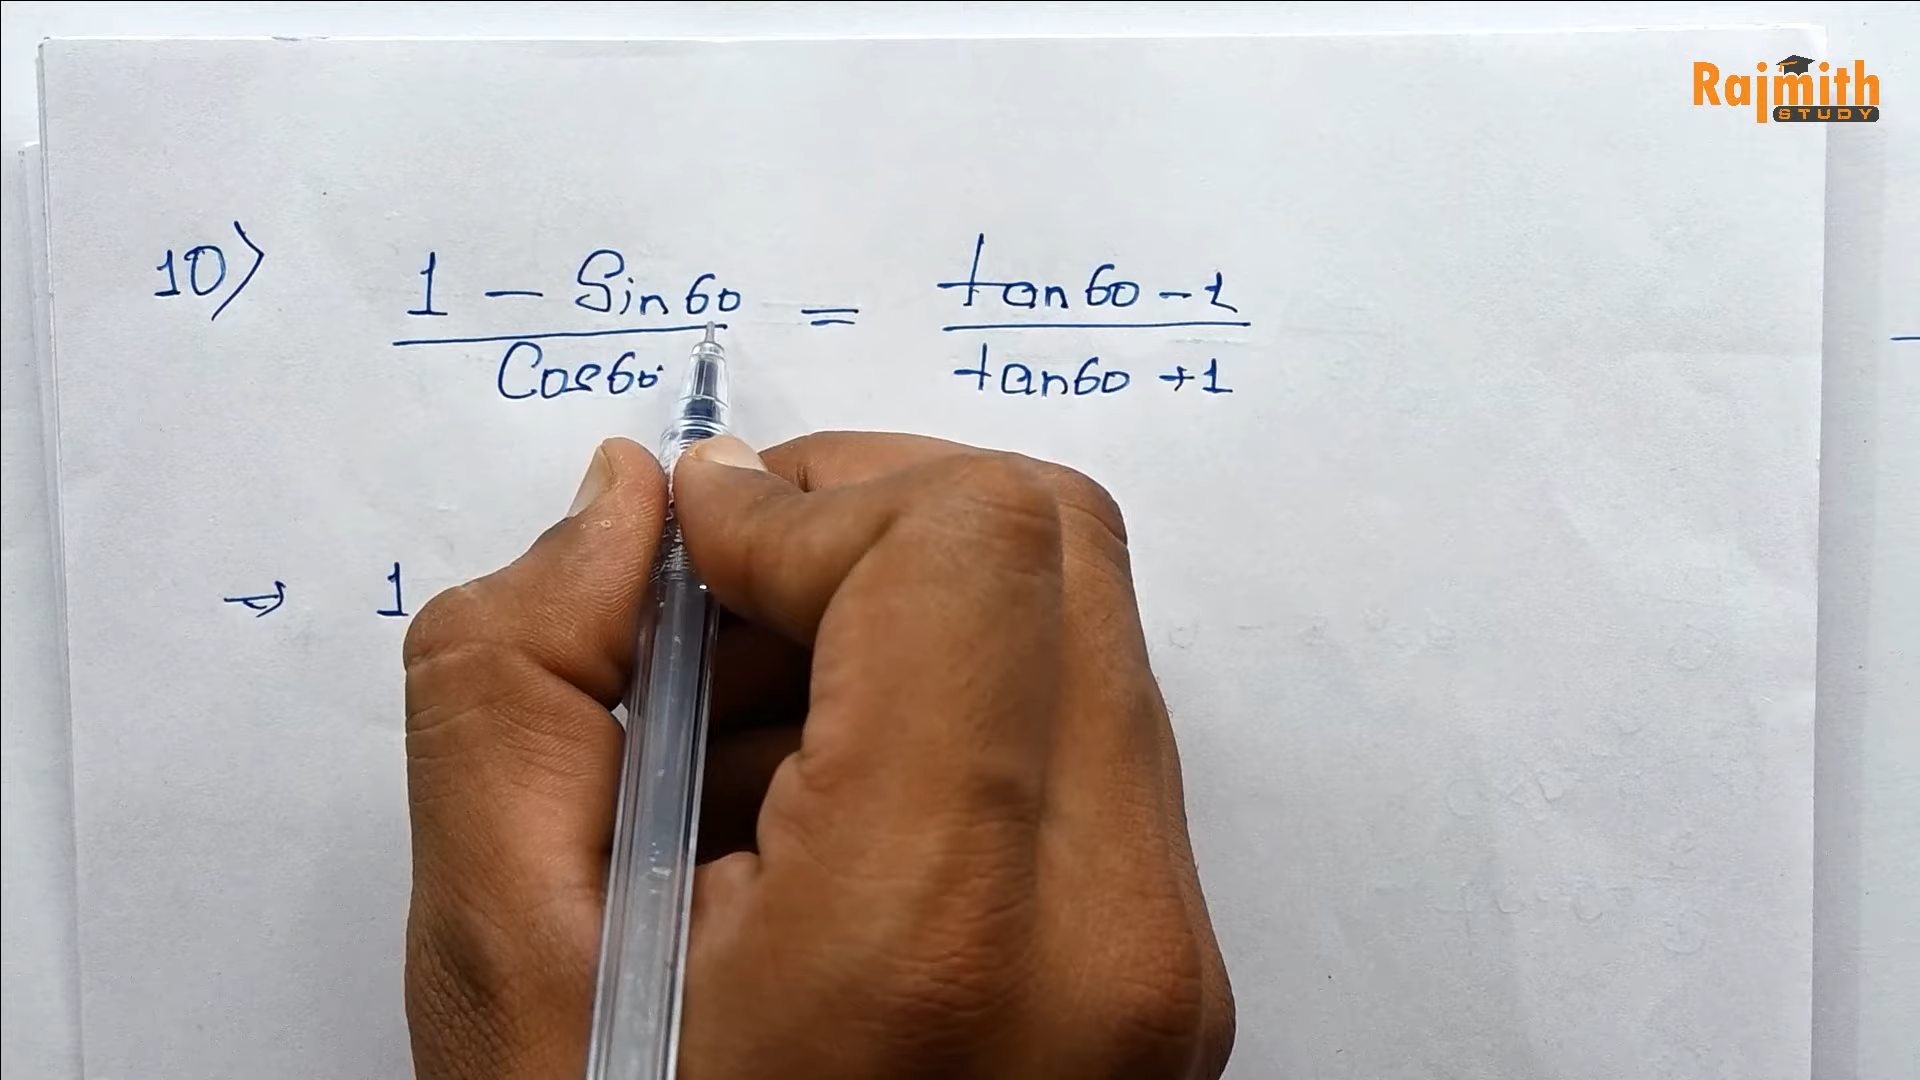 Rajmith
STUDY
10) 1 - Sin60 = tan60 - 1
Cos60 tan60 + 1
⇒ 1